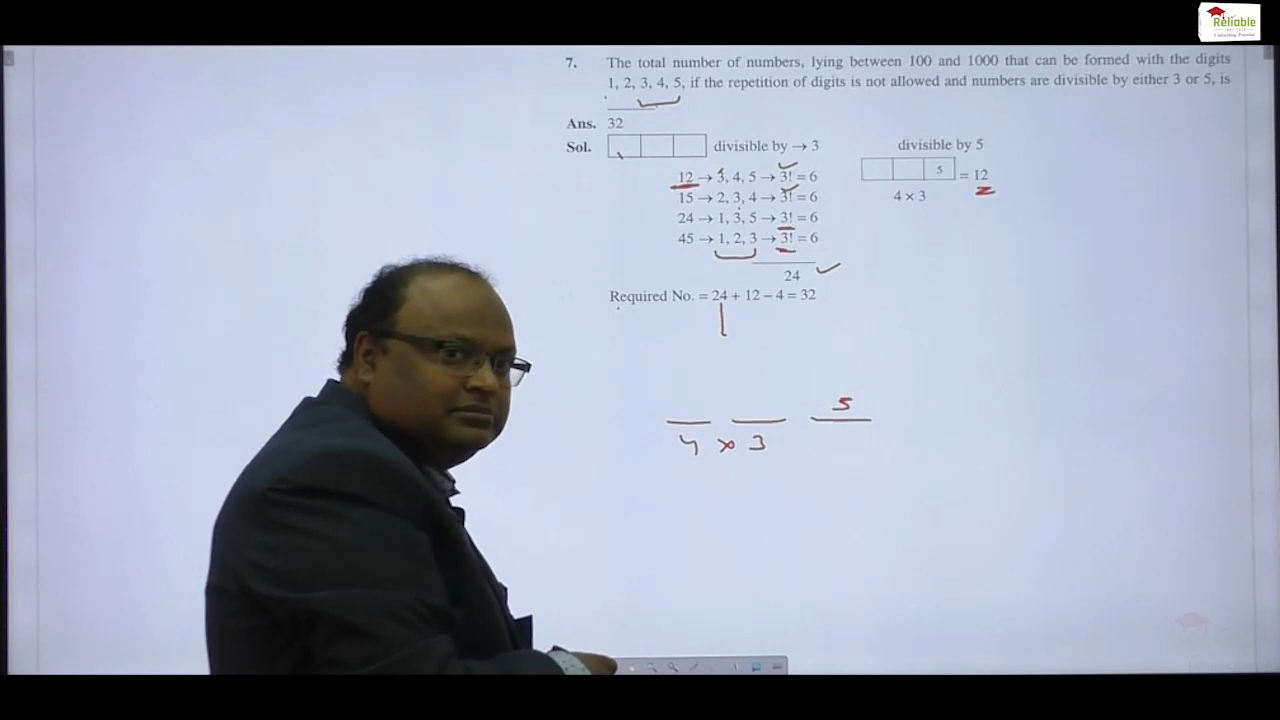 Reliable
INSTITUTE
Unleashing Potential
7. The total number of numbers, lying between 100 and 1000 that can be formed with the digits
1, 2, 3, 4, 5, if the repetition of digits is not allowed and numbers are divisible by either 3 or 5, is
Ans. 32
Sol. divisible by → 3
12 → 3, 4, 5 → 3! = 6
15 → 2, 3, 4 → 3! = 6
24 → 1, 3, 5 → 3! = 6
45 → 1, 2, 3 → 3! = 6
24
Required No. = 24 + 12 – 4 = 32
divisible by 5
5 = 12
4 × 3
5
4 × 3